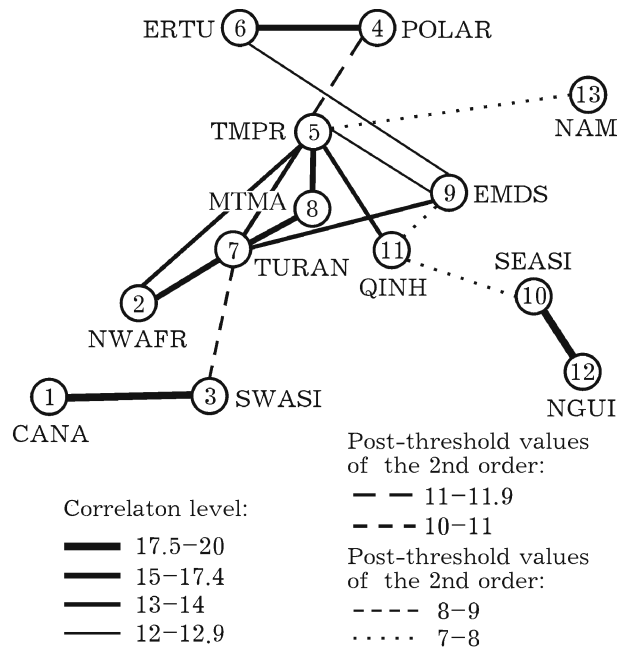 ERTU 6 4 POLAR
13
NAM
TMPR 5
9 EMDS
MTMA 8
7 TURAN
11
QINH
SEASI
10
2
NWAFR
12
NGUI
1
CANA
3 SWASI
Post-threshold values
of the 2nd order:
11–11.9
10–11
Post-threshold values
of the 2nd order:
8–9
7–8
Correlaton level:
17.5–20
15–17.4
13–14
12–12.9